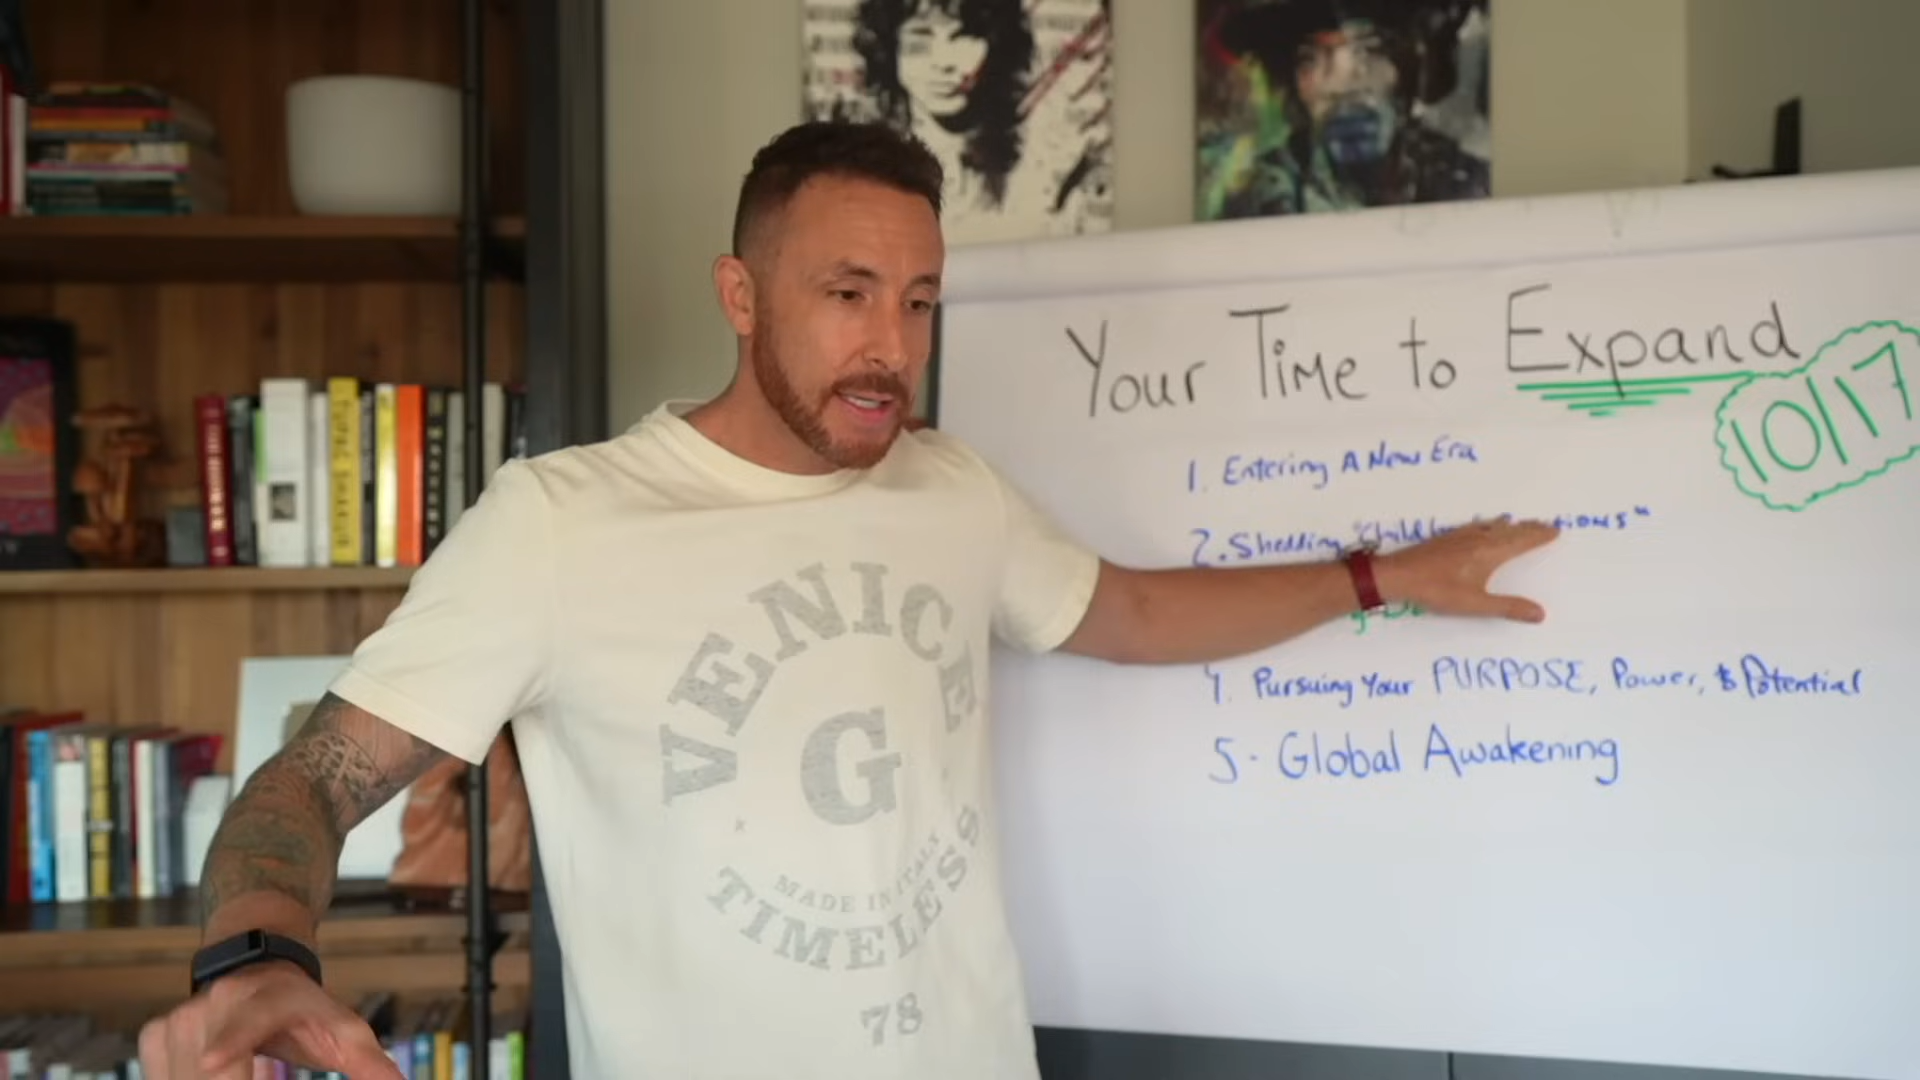 Your Time to Expand
10/17
1. Entering A New Era
2. Shedding "Childhood
4. Pursuing Your PURPOSE, Power, & Potential
5. Global Awakening
VENICE
G
MADE IN ITALY
TIMELESS
78